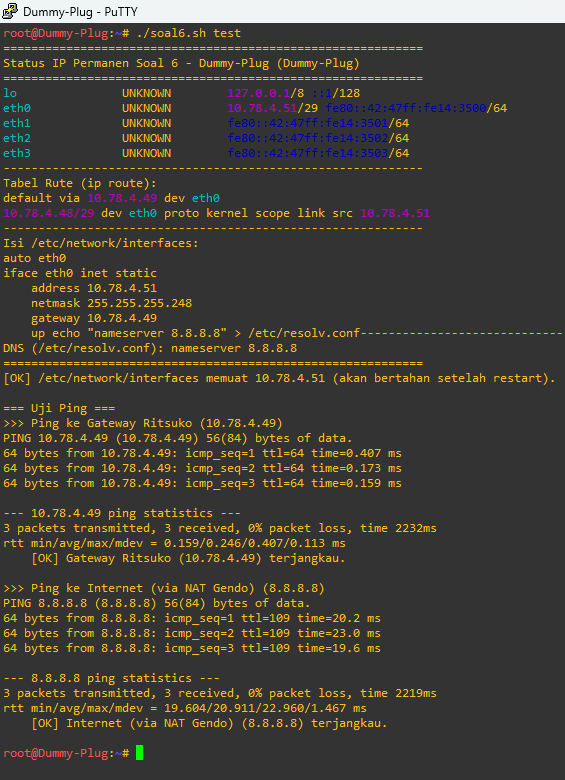 Dummy-Plug - PuTTY
root@Dummy-Plug:~# ./soal6.sh test
============================================================
Status IP Permanen Soal 6 - Dummy-Plug (Dummy-Plug)
============================================================
lo               UNKNOWN        127.0.0.1/8 ::1/128
eth0             UNKNOWN        10.78.4.51/29 fe80::42:47ff:fe14:3500/64
eth1             UNKNOWN        fe80::42:47ff:fe14:3501/64
eth2             UNKNOWN        fe80::42:47ff:fe14:3502/64
eth3             UNKNOWN        fe80::42:47ff:fe14:3503/64
------------------------------------------------------------
Tabel Rute (ip route):
default via 10.78.4.49 dev eth0
10.78.4.48/29 dev eth0 proto kernel scope link src 10.78.4.51
------------------------------------------------------------
Isi /etc/network/interfaces:
auto eth0
iface eth0 inet static
    address 10.78.4.51
    netmask 255.255.255.248
    gateway 10.78.4.49
    up echo "nameserver 8.8.8.8" > /etc/resolv.conf-----------------------------
DNS (/etc/resolv.conf): nameserver 8.8.8.8
============================================================
[OK] /etc/network/interfaces memuat 10.78.4.51 (akan bertahan setelah restart).
=== Uji Ping ===
>>> Ping ke Gateway Ritsuko (10.78.4.49)
PING 10.78.4.49 (10.78.4.49) 56(84) bytes of data.
64 bytes from 10.78.4.49: icmp_seq=1 ttl=64 time=0.407 ms
64 bytes from 10.78.4.49: icmp_seq=2 ttl=64 time=0.173 ms
64 bytes from 10.78.4.49: icmp_seq=3 ttl=64 time=0.159 ms
--- 10.78.4.49 ping statistics ---
3 packets transmitted, 3 received, 0% packet loss, time 2232ms
rtt min/avg/max/mdev = 0.159/0.246/0.407/0.113 ms
    [OK] Gateway Ritsuko (10.78.4.49) terjangkau.
>>> Ping ke Internet (via NAT Gendo) (8.8.8.8)
PING 8.8.8.8 (8.8.8.8) 56(84) bytes of data.
64 bytes from 8.8.8.8: icmp_seq=1 ttl=109 time=20.2 ms
64 bytes from 8.8.8.8: icmp_seq=2 ttl=109 time=23.0 ms
64 bytes from 8.8.8.8: icmp_seq=3 ttl=109 time=19.6 ms
--- 8.8.8.8 ping statistics ---
3 packets transmitted, 3 received, 0% packet loss, time 2219ms
rtt min/avg/max/mdev = 19.604/20.911/22.960/1.467 ms
    [OK] Internet (via NAT Gendo) (8.8.8.8) terjangkau.
root@Dummy-Plug:~#